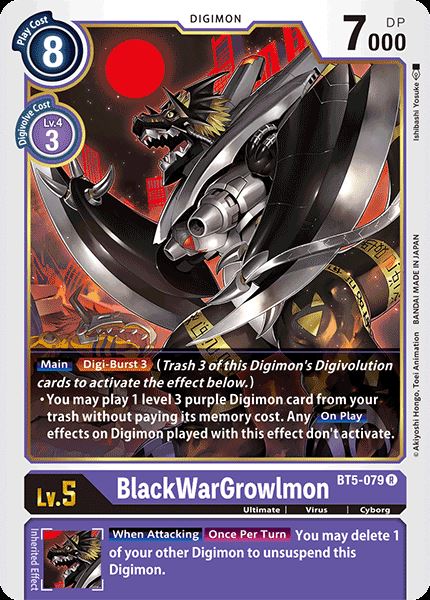 DIGIMON
Play Cost
8
7000
DP
Digivolve Cost
Lv.4
3
Ishibashi Yosuke
© Akiyoshi Hongo, Toei Animation BANDAI MADE IN JAPAN
Main Digi-Burst 3 (Trash 3 of this Digimon's Digivolution
cards to activate the effect below.)
•You may play 1 level 3 purple Digimon card from your
trash without paying its memory cost. Any On Play
effects on Digimon played with this effect don't activate.
Lv.5
BlackWarGrowlmon
BT5-079 R
Ultimate | Virus | Cyborg
Inherited Effect
When Attacking Once Per Turn You may delete 1
of your other Digimon to unsuspend this
Digimon.